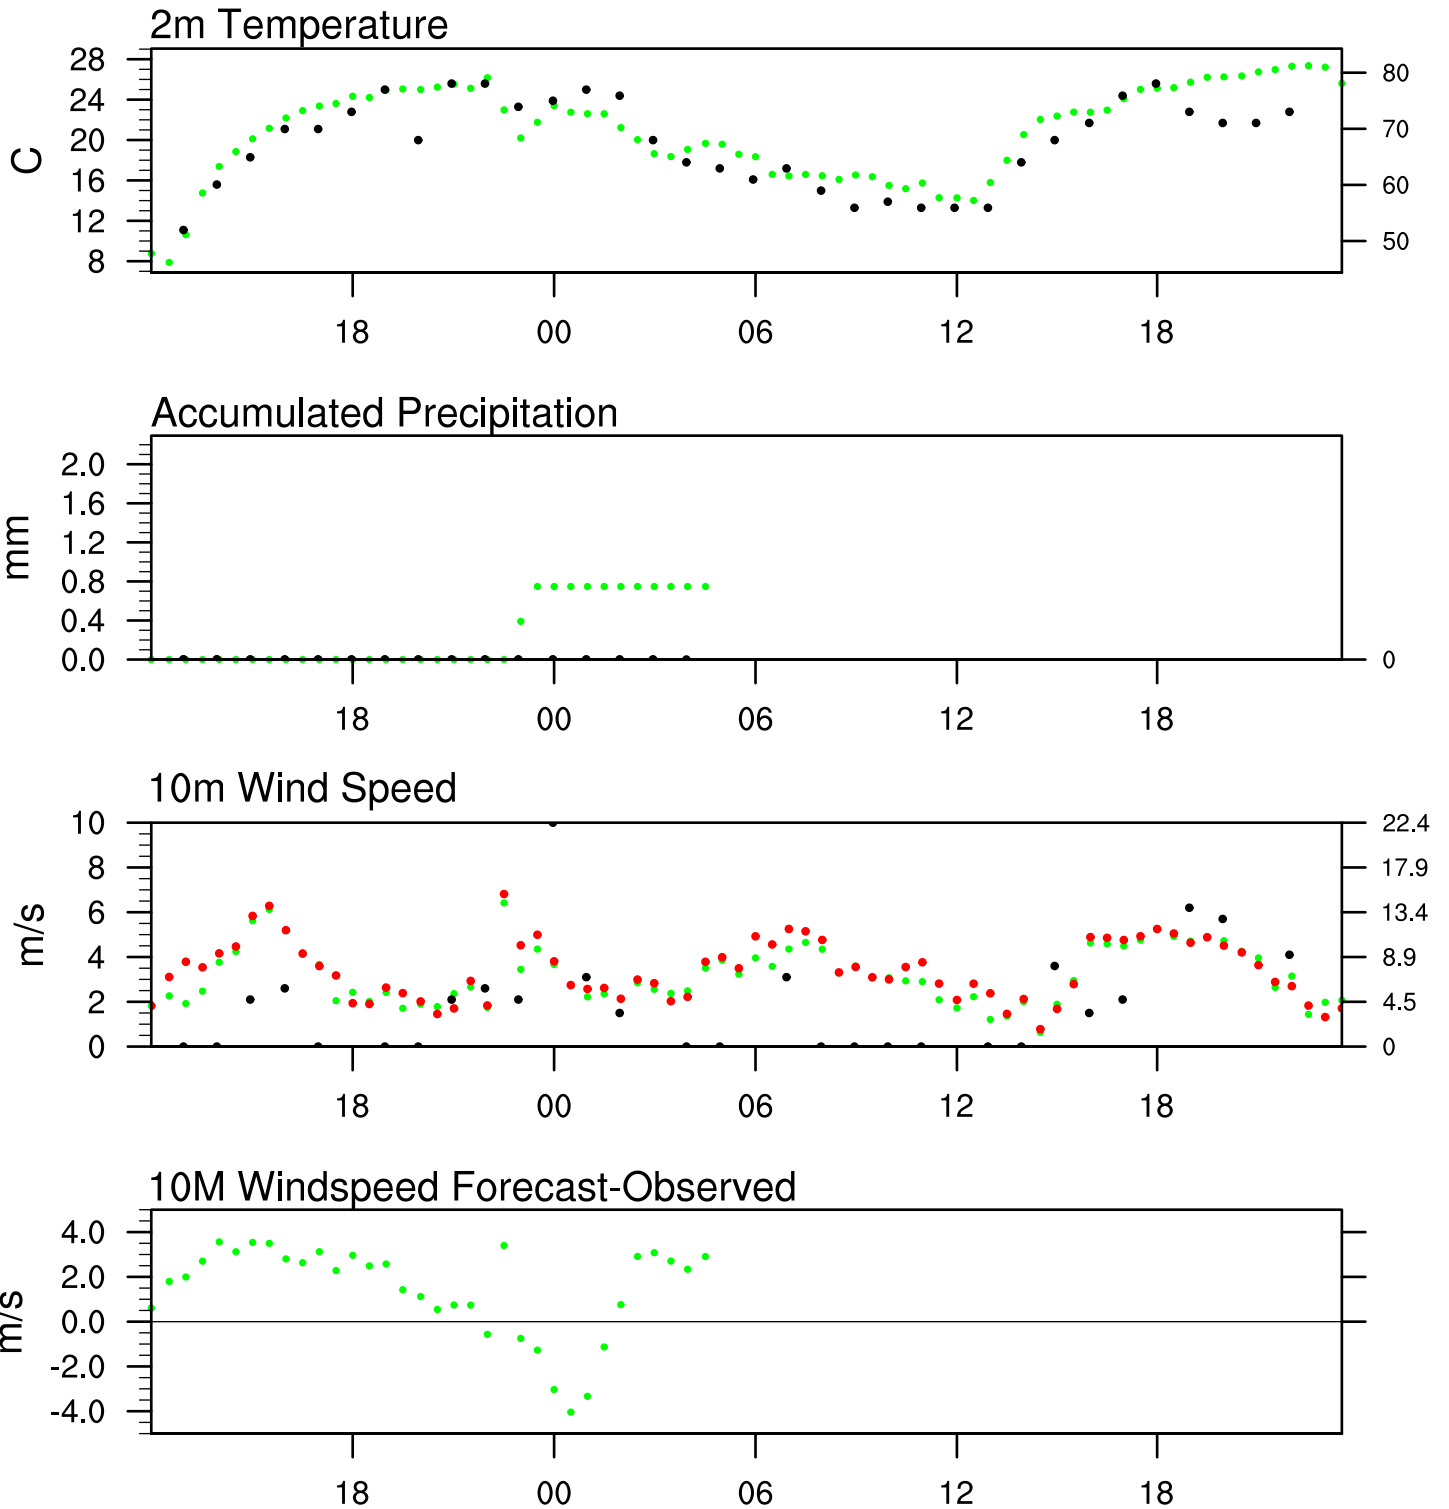 2m Temperature
28
24
20
16
12
8
C
80
70
60
50
18 00 06 12 18
Accumulated Precipitation
2.0
1.6
1.2
0.8
0.4
0.0
mm
0
18 00 06 12 18
10m Wind Speed
10
8
6
4
2
0
m/s
22.4
17.9
13.4
8.9
4.5
0
18 00 06 12 18
10M Windspeed Forecast-Observed
4.0
2.0
0.0
-2.0
-4.0
m/s
18 00 06 12 18